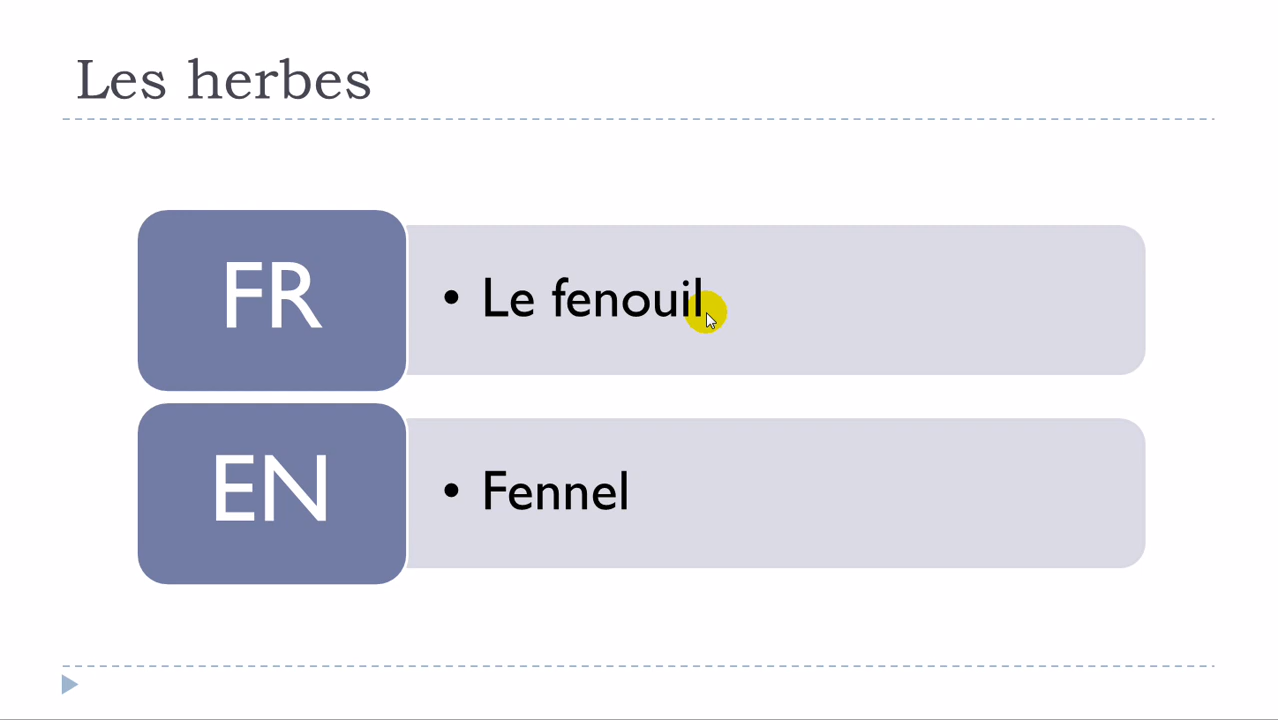 Les herbes
FR
• Le fenouil
EN
• Fennel